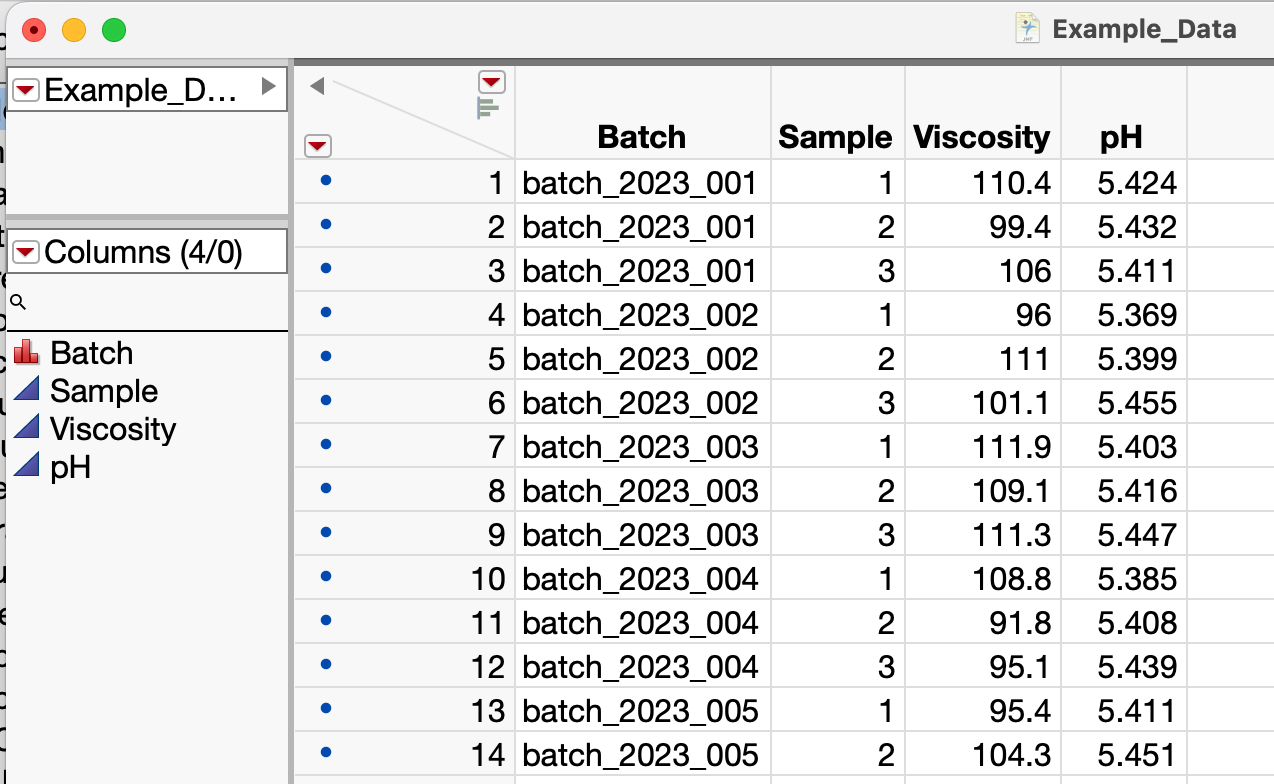 Example_Data
Example_D...
Batch Sample Viscosity pH
1 batch_2023_001 1 110.4 5.424
2 batch_2023_001 2 99.4 5.432
3 batch_2023_001 3 106 5.411
4 batch_2023_002 1 96 5.369
5 batch_2023_002 2 111 5.399
6 batch_2023_002 3 101.1 5.455
7 batch_2023_003 1 111.9 5.403
8 batch_2023_003 2 109.1 5.416
9 batch_2023_003 3 111.3 5.447
10 batch_2023_004 1 108.8 5.385
11 batch_2023_004 2 91.8 5.408
12 batch_2023_004 3 95.1 5.439
13 batch_2023_005 1 95.4 5.411
14 batch_2023_005 2 104.3 5.451
Columns (4/0)
Batch
Sample
Viscosity
pH